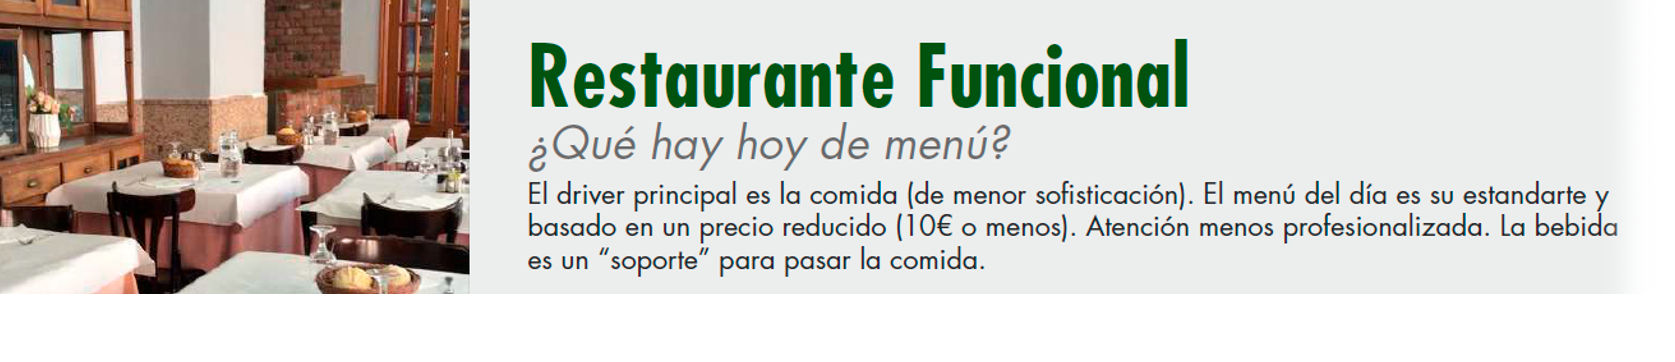 Restaurante Funcional
¿Qué hay hoy de menú?
El driver principal es la comida (de menor sofisticación). El menú del día es su estandarte y
basado en un precio reducido (10€ o menos). Atención menos profesionalizada. La bebida
es un “soporte” para pasar la comida.